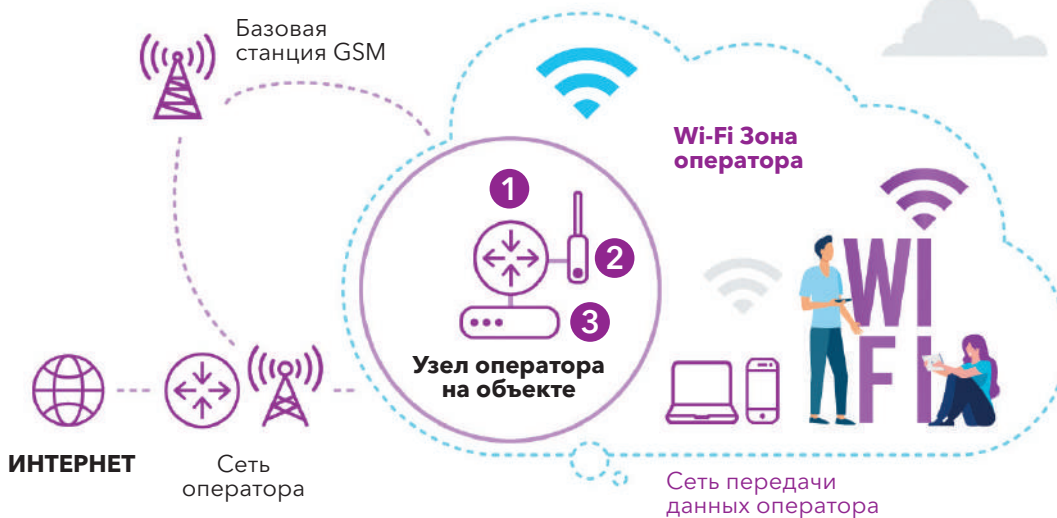 Базовая
станция GSM
Wi-Fi Зона
оператора
1
2
3
Узел оператора
на объекте
WI
FI
ИНТЕРНЕТ
Сеть
оператора
Сеть передачи
данных оператора